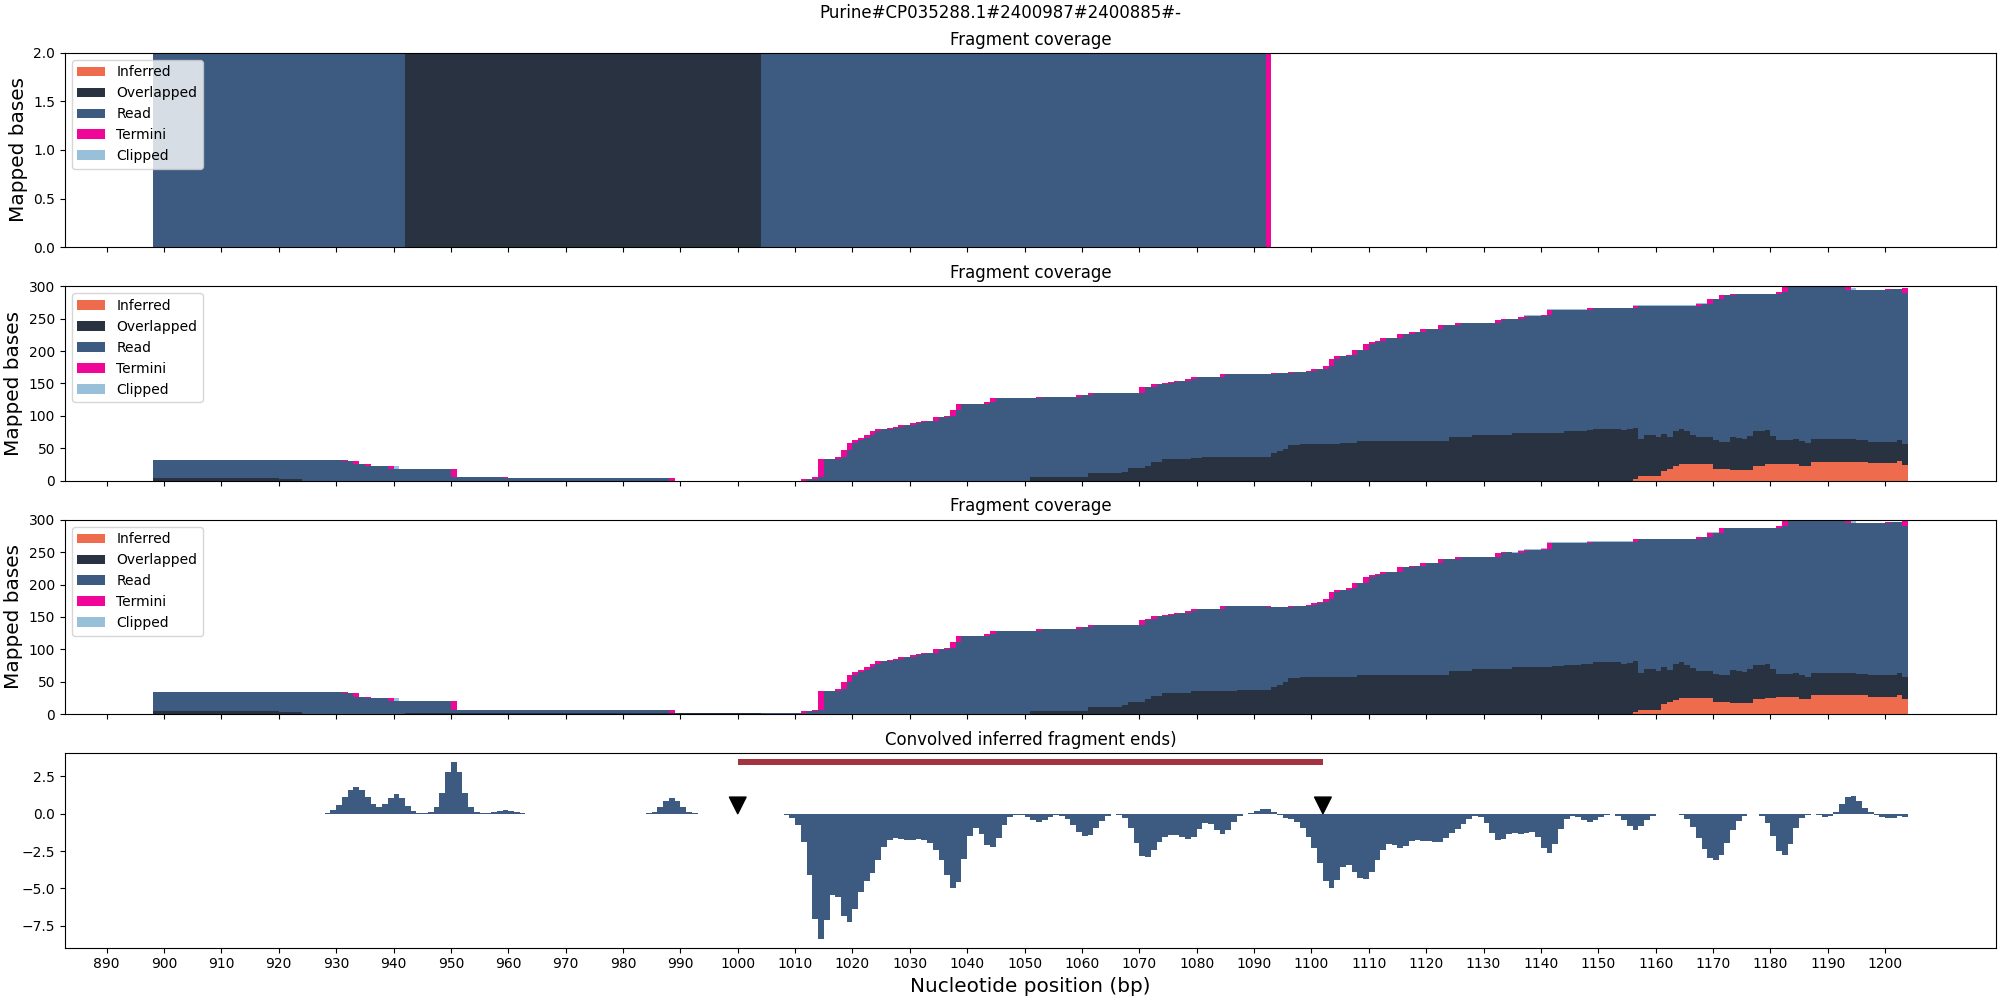 Purine#CP035288.1#2400987#2400885#-
Fragment coverage
Mapped bases
2.0
1.5
1.0
0.5
0.0
Inferred
Overlapped
Read
Termini
Clipped
Fragment coverage
Mapped bases
300
250
200
150
100
50
0
Inferred
Overlapped
Read
Termini
Clipped
Fragment coverage
Mapped bases
300
250
200
150
100
50
0
Inferred
Overlapped
Read
Termini
Clipped
Convolved inferred fragment ends)
2.5
0.0
−2.5
−5.0
−7.5
890 900 910 920 930 940 950 960 970 980 990 1000 1010 1020 1030 1040 1050 1060 1070 1080 1090 1100 1110 1120 1130 1140 1150 1160 1170 1180 1190 1200
Nucleotide position (bp)